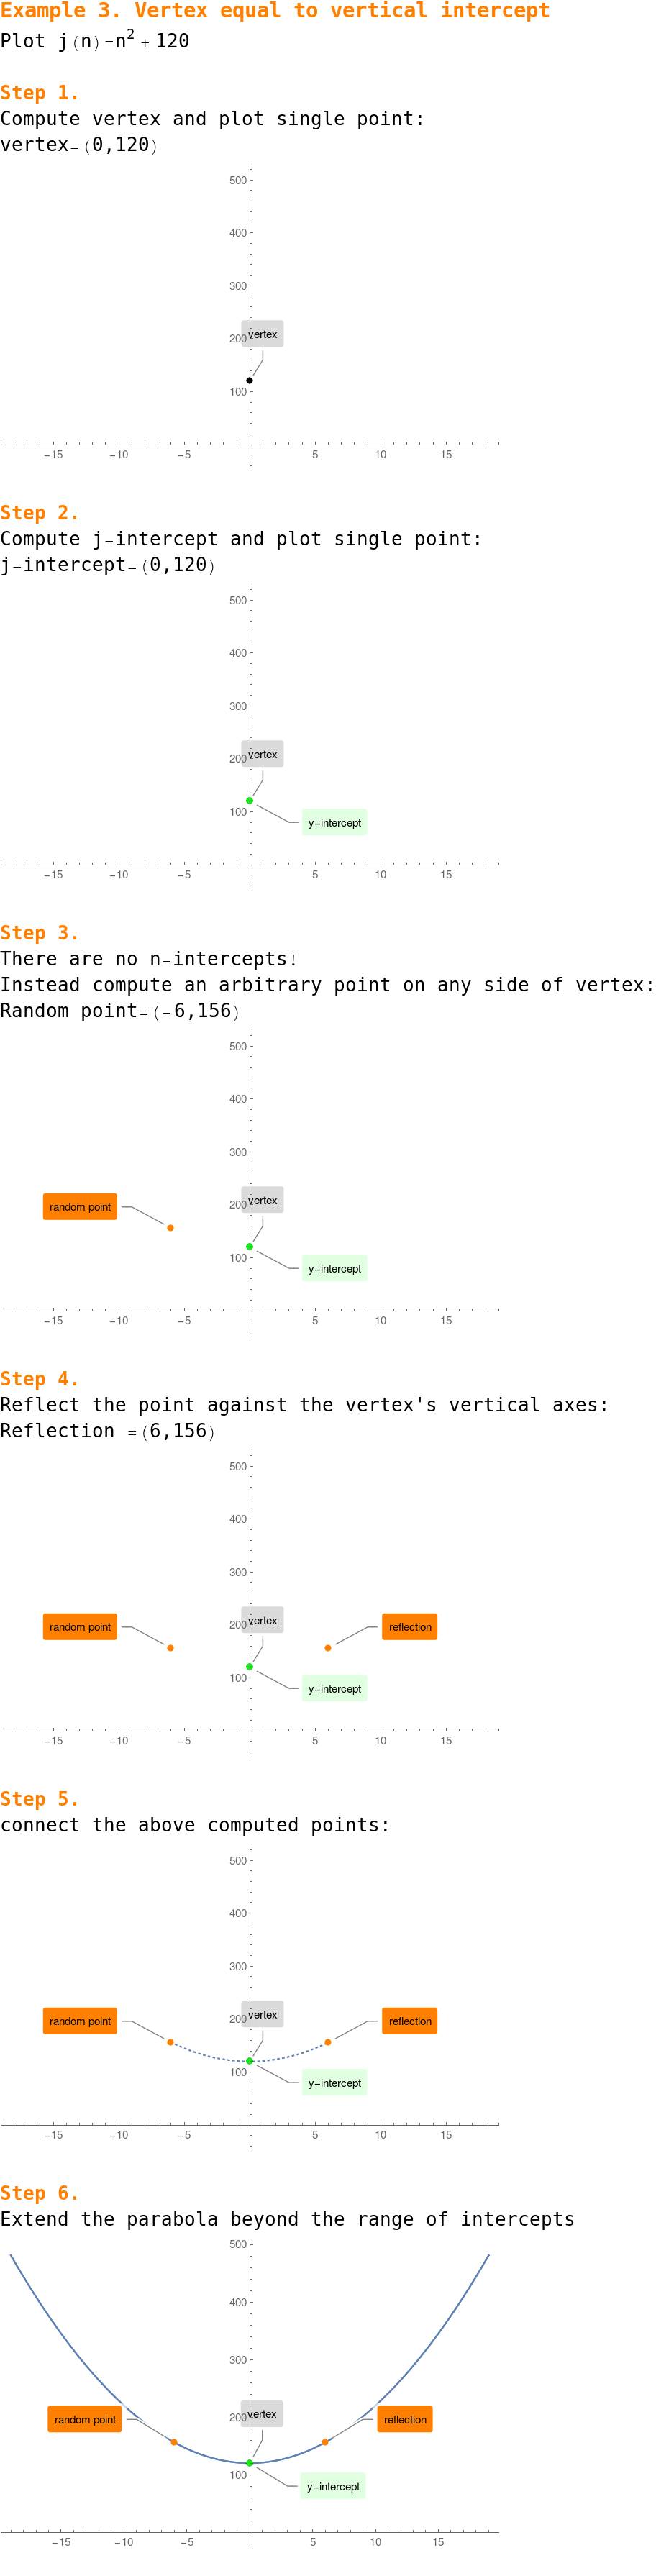 Example 3. Vertex equal to vertical intercept
Plot j(n)=n² + 120
Step 1.
Compute vertex and plot single point:
vertex=(0,120)
500
400
300
200
vertex
100
−15 −10 −5 5 10 15
Step 2.
Compute j−intercept and plot single point:
j−intercept=(0,120)
500
400
300
200
vertex
100
y−intercept
−15 −10 −5 5 10 15
Step 3.
There are no n−intercepts!
Instead compute an arbitrary point on any side of vertex:
Random point=(−6,156)
500
400
300
random point
200
vertex
100
y−intercept
−15 −10 −5 5 10 15
Step 4.
Reflect the point against the vertex's vertical axes:
Reflection =(6,156)
500
400
300
random point
200
vertex
reflection
100
y−intercept
−15 −10 −5 5 10 15
Step 5.
connect the above computed points:
500
400
300
random point
200
vertex
reflection
100
y−intercept
−15 −10 −5 5 10 15
Step 6.
Extend the parabola beyond the range of intercepts
500
400
300
random point
200
vertex
reflection
100
y−intercept
−15 −10 −5 5 10 15